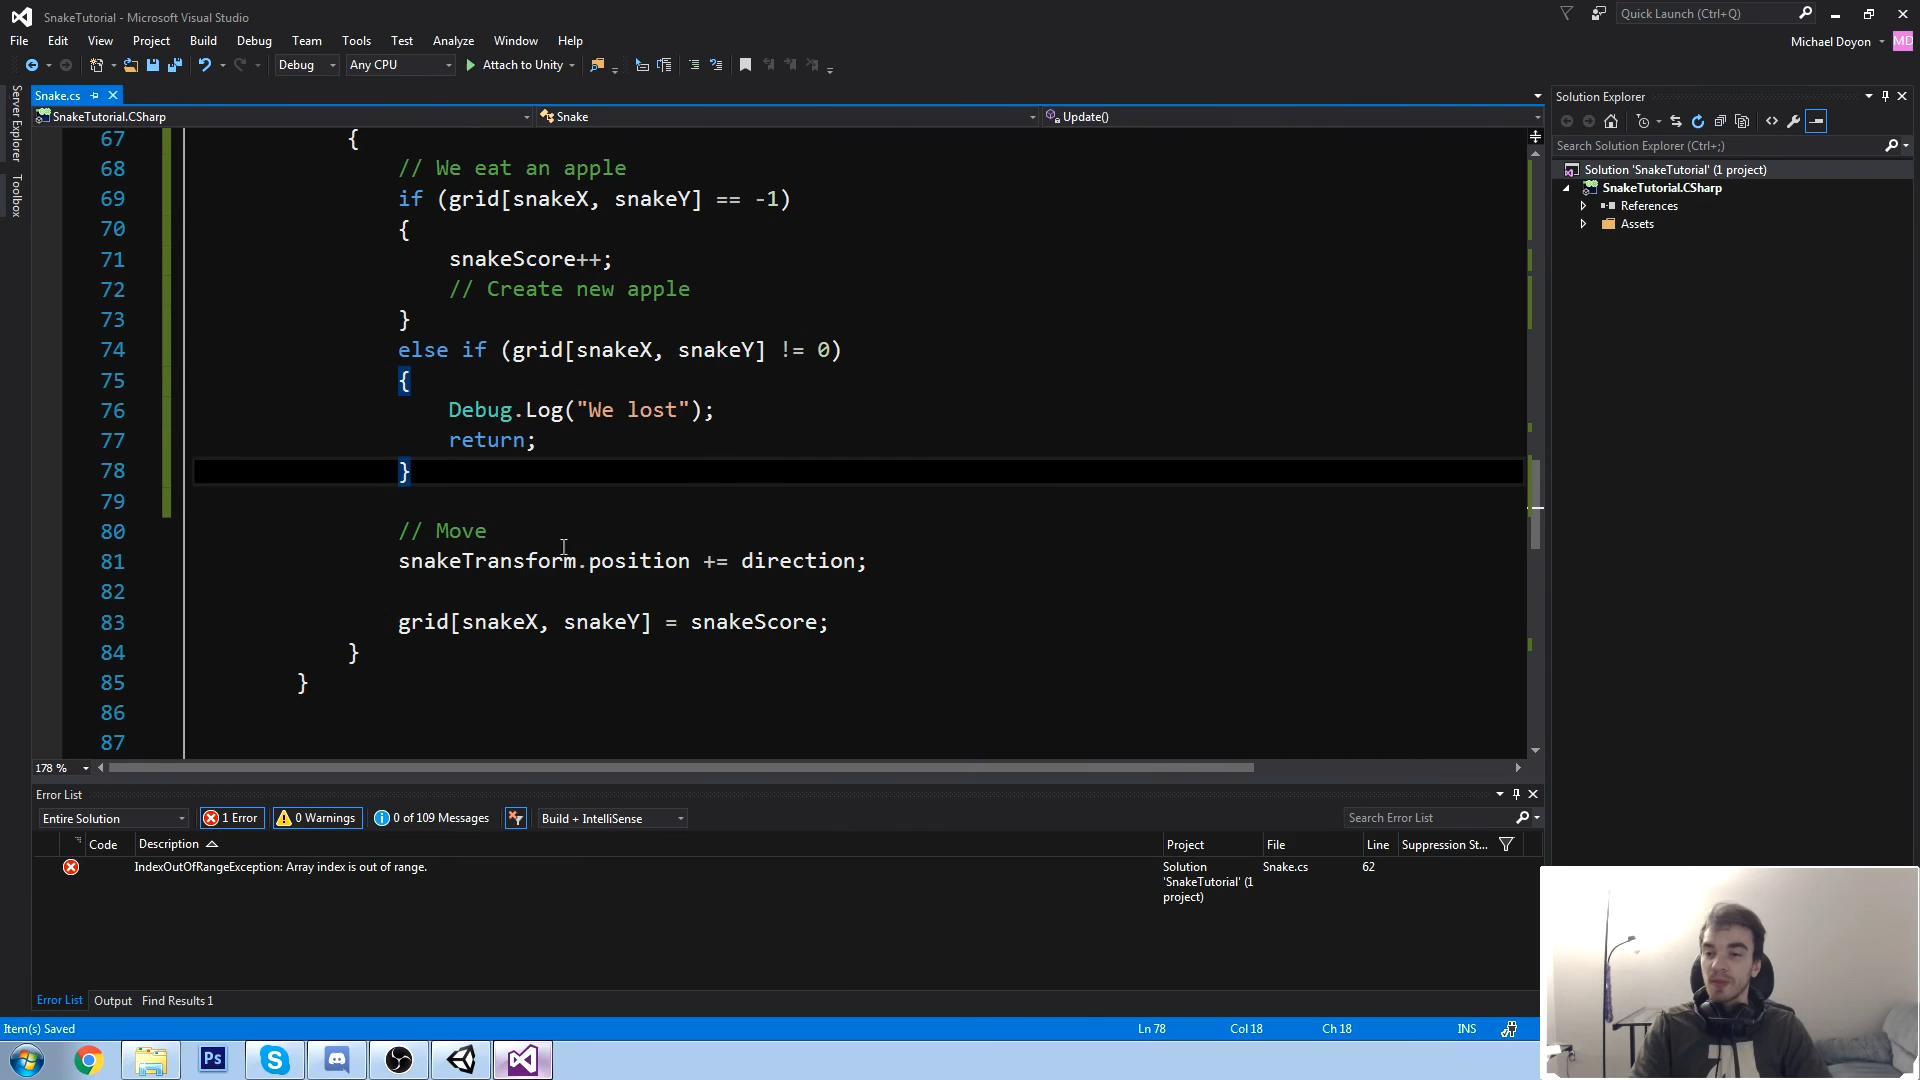 SnakeTutorial - Microsoft Visual Studio
Quick Launch (Ctrl+Q)
File Edit View Project Build Debug Team Tools Test Analyze Window Help
Michael Doyon MD
Debug Any CPU Attach to Unity
Server Explorer
Toolbox
Snake.cs
SnakeTutorial.CSharp Snake Update()
67 {
68 // We eat an apple
69 if (grid[snakeX, snakeY] == -1)
70 {
71 snakeScore++;
72 // Create new apple
73 }
74 else if (grid[snakeX, snakeY] != 0)
75 {
76 Debug.Log("We lost");
77 return;
78 }
79
80 // Move
81 snakeTransform.position += direction;
82
83 grid[snakeX, snakeY] = snakeScore;
84 }
85 }
86
87
178 %
Solution Explorer
Search Solution Explorer (Ctrl+;)
Solution 'SnakeTutorial' (1 project)
SnakeTutorial.CSharp
References
Assets
Error List
Entire Solution 1 Error 0 Warnings 0 of 109 Messages Build + IntelliSense Search Error List
Code Description Project File Line Suppression St...
IndexOutOfRangeException: Array index is out of range. Solution 'SnakeTutorial' (1 project) Snake.cs 62
Error List Output Find Results 1
Item(s) Saved Ln 78 Col 18 Ch 18 INS
Ps